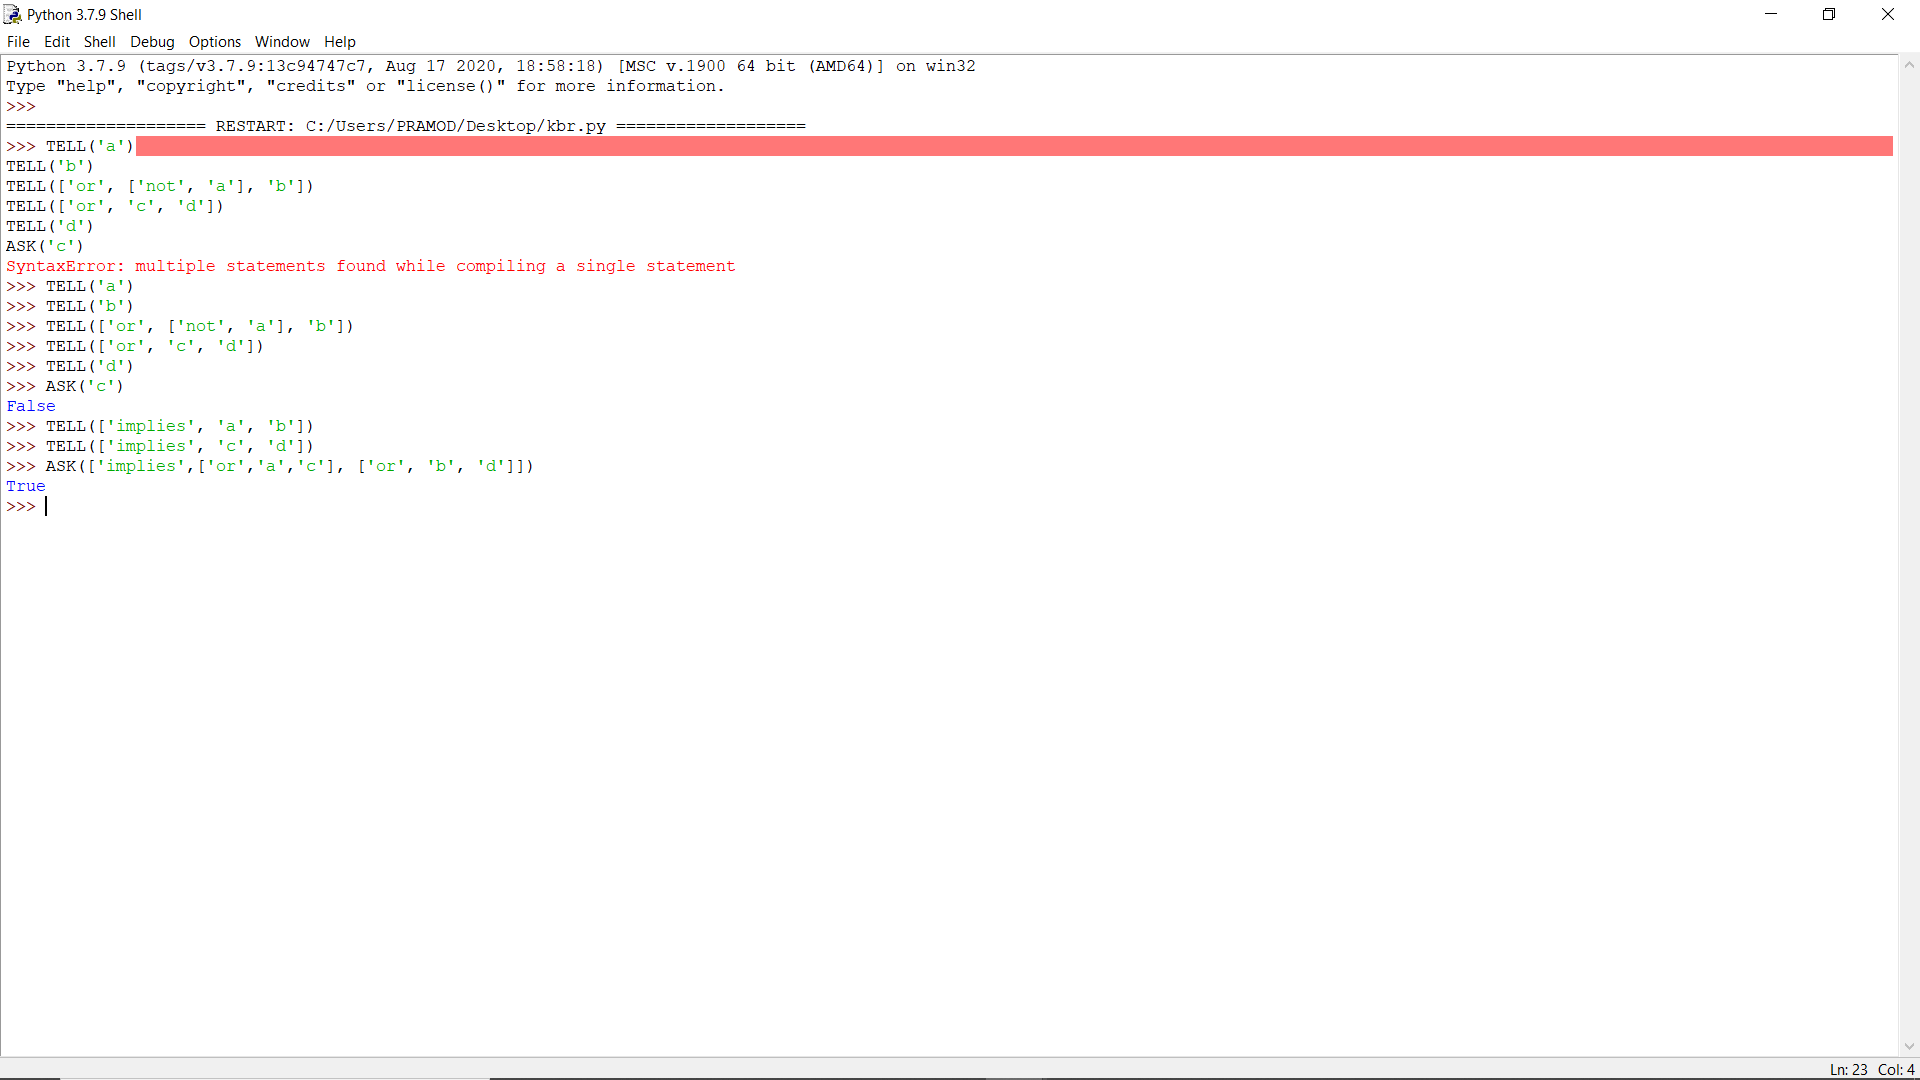 Python 3.7.9 Shell
File Edit Shell Debug Options Window Help
Python 3.7.9 (tags/v3.7.9:13c94747c7, Aug 17 2020, 18:58:18) [MSC v.1900 64 bit (AMD64)] on win32
Type "help", "copyright", "credits" or "license()" for more information.
>>>
==================== RESTART: C:/Users/PRAMOD/Desktop/kbr.py ===================
>>> TELL('a')
TELL('b')
TELL(['or', ['not', 'a'], 'b'])
TELL(['or', 'c', 'd'])
TELL('d')
ASK('c')
SyntaxError: multiple statements found while compiling a single statement
>>> TELL('a')
>>> TELL('b')
>>> TELL(['or', ['not', 'a'], 'b'])
>>> TELL(['or', 'c', 'd'])
>>> TELL('d')
>>> ASK('c')
False
>>> TELL(['implies', 'a', 'b'])
>>> TELL(['implies', 'c', 'd'])
>>> ASK(['implies',['or','a','c'], ['or', 'b', 'd']])
True
>>>
Ln: 23 Col: 4